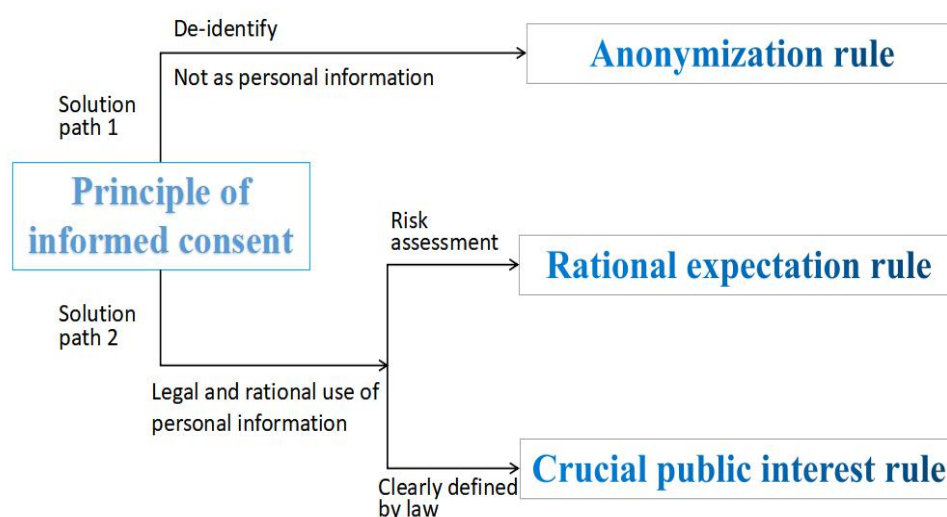 De-identify
Anonymization rule
Not as personal information
Solution
path 1
Principle of
informed consent
Risk
assessment
Rational expectation rule
Solution
path 2
Legal and rational use of
personal information
Crucial public interest rule
Clearly defined
by law